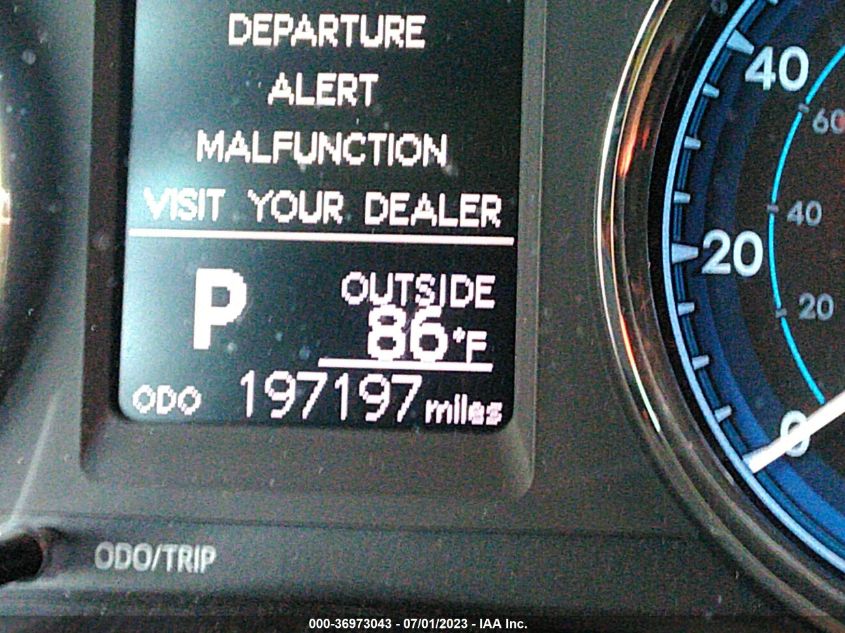 DEPARTURE
ALERT
MALFUNCTION
VISIT YOUR DEALER
P
OUTSIDE
86°F
ODO 197197 miles
40
20
0
60
40
20
ODO/TRIP
000-36973043 - 07/01/2023 - IAA Inc.